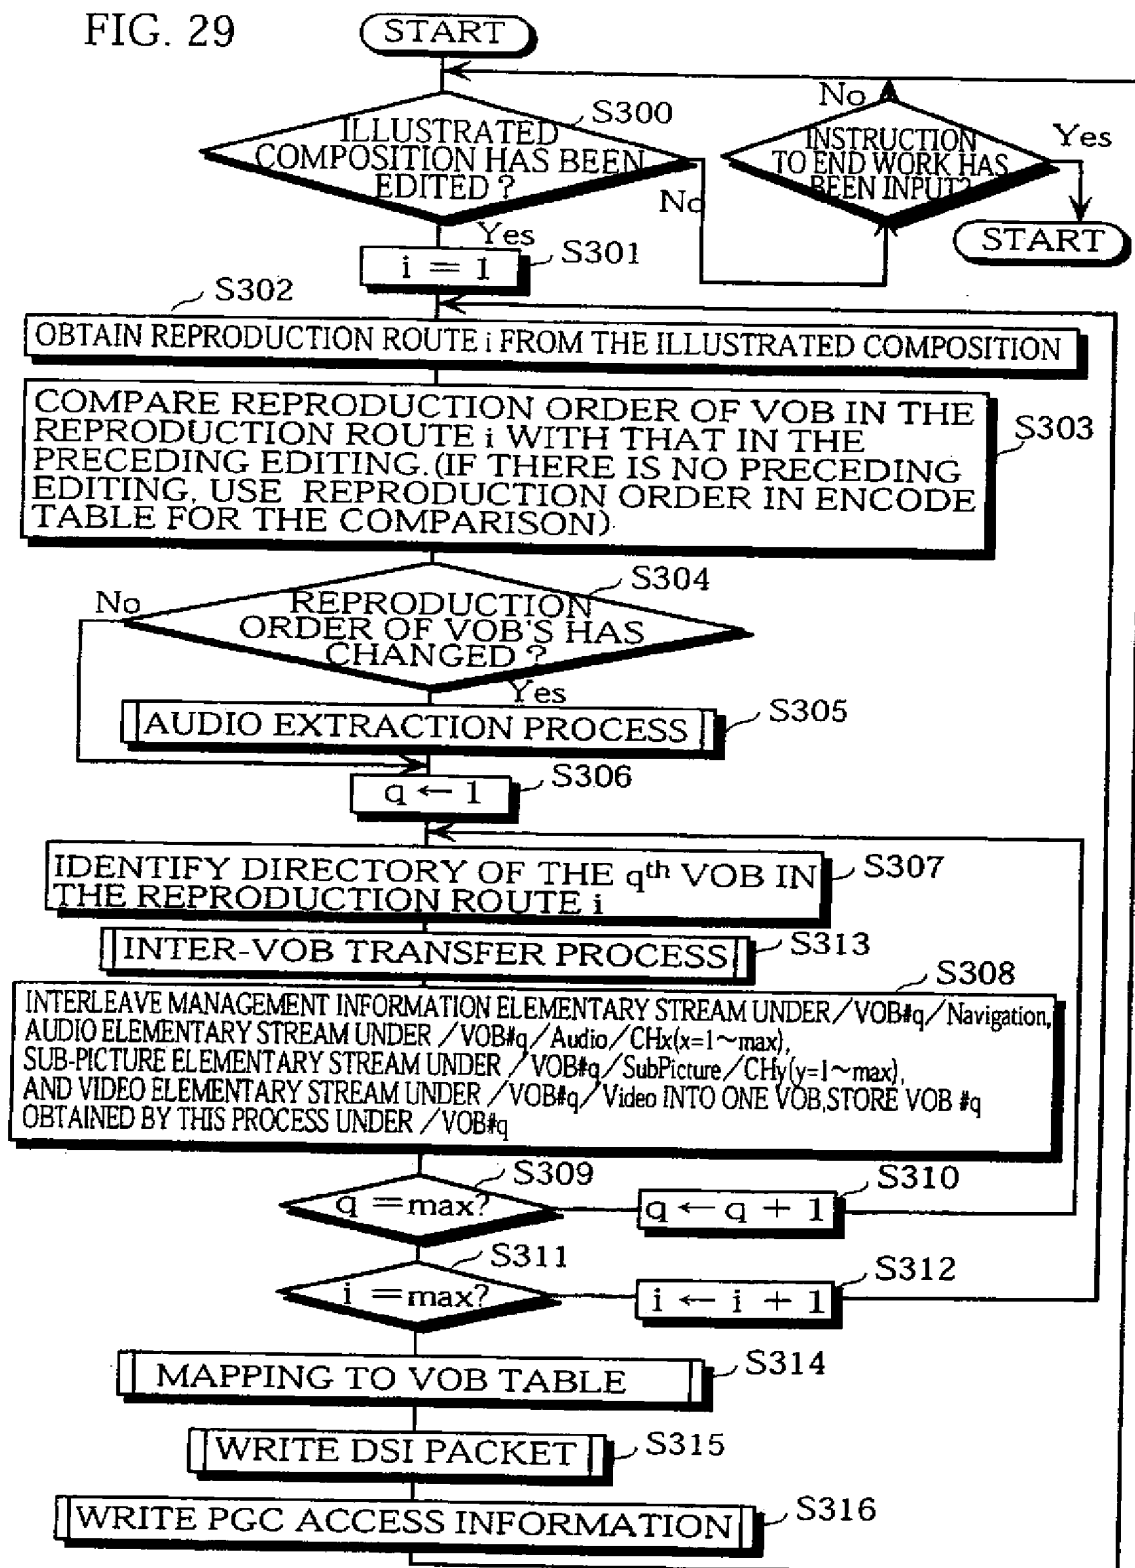 FIG. 29
START
S300
ILLUSTRATED
COMPOSITION HAS BEEN
EDITED ?
No
Yes
No
INSTRUCTION
TO END WORK HAS
BEEN INPUT?
Yes
START
i = 1
S301
S302
OBTAIN REPRODUCTION ROUTE i FROM THE ILLUSTRATED COMPOSITION
COMPARE REPRODUCTION ORDER OF VOB IN THE
REPRODUCTION ROUTE i WITH THAT IN THE
PRECEDING EDITING.(IF THERE IS NO PRECEDING
EDITING, USE REPRODUCTION ORDER IN ENCODE
TABLE FOR THE COMPARISON)
S303
S304
No
REPRODUCTION
ORDER OF VOB'S HAS
CHANGED ?
Yes
AUDIO EXTRACTION PROCESS
S305
q ← 1
S306
IDENTIFY DIRECTORY OF THE qth VOB IN
THE REPRODUCTION ROUTE i
S307
INTER-VOB TRANSFER PROCESS
S313
S308
INTERLEAVE MANAGEMENT INFORMATION ELEMENTARY STREAM UNDER/VOB#q/Navigation,
AUDIO ELEMENTARY STREAM UNDER /VOB#q/Audio/CHx(x=1~max),
SUB-PICTURE ELEMENTARY STREAM UNDER /VOB#q/SubPicture/CHy(y=1~max),
AND VIDEO ELEMENTARY STREAM UNDER /VOB#q/Video INTO ONE VOB,STORE VOB #q
OBTAINED BY THIS PROCESS UNDER /VOB#q
S309
q =max?
S310
q ← q + 1
S311
i =max?
S312
i ← i + 1
MAPPING TO VOB TABLE
S314
WRITE DSI PACKET
S315
WRITE PGC ACCESS INFORMATION
S316